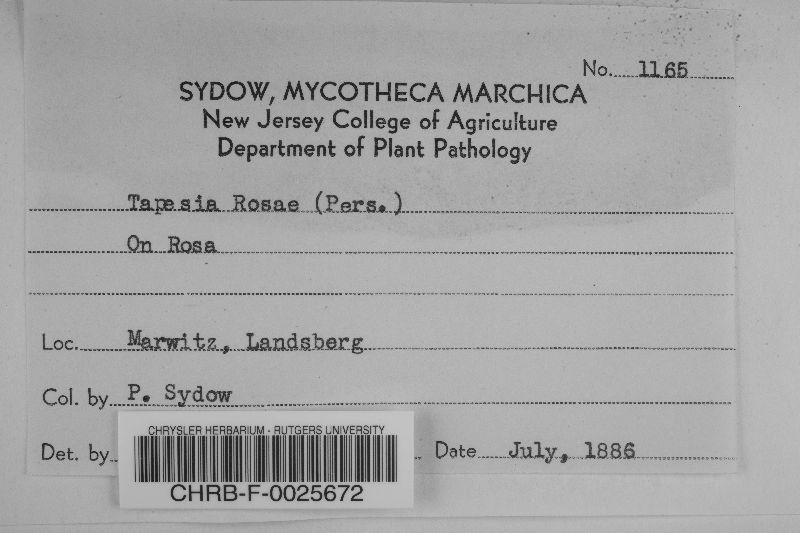 No. 1165
SYDOW, MYCOTHECA MARCHICA
New Jersey College of Agriculture
Department of Plant Pathology
Tapesia Rosae (Pers.)
On Rosa
Loc. Marwitz, Landsberg
Col. by P. Sydow
Det. by
Date July, 1886
CHRYSLER HERBARIUM - RUTGERS UNIVERSITY
CHRB-F-0025672